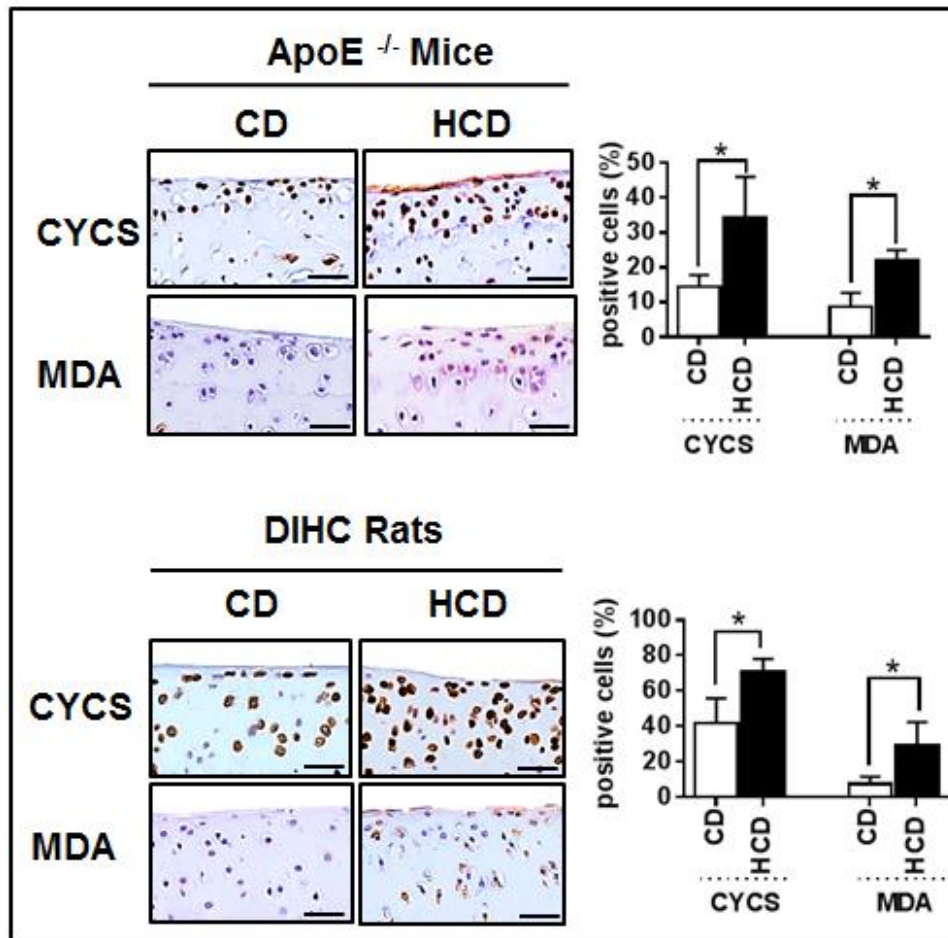 ApoE -/- Mice
CD HCD
CYCS
MDA
positive cells (%)
50
40
30
20
10
0
* *
CD HCD CD HCD
CYCS MDA
DIHC Rats
CD HCD
CYCS
MDA
positive cells (%)
100
80
60
40
20
0
* *
CD HCD CD HCD
CYCS MDA